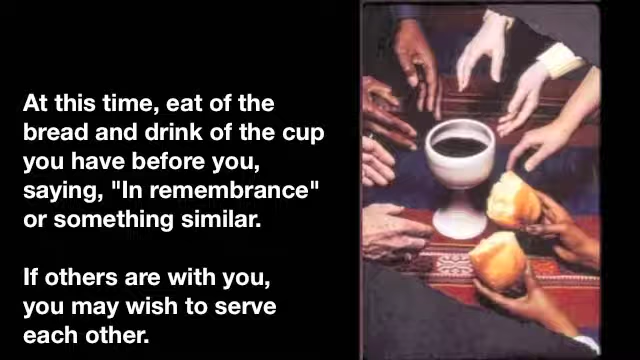 At this time, eat of the
bread and drink of the cup
you have before you,
saying, "In remembrance"
or something similar.
If others are with you,
you may wish to serve
each other.